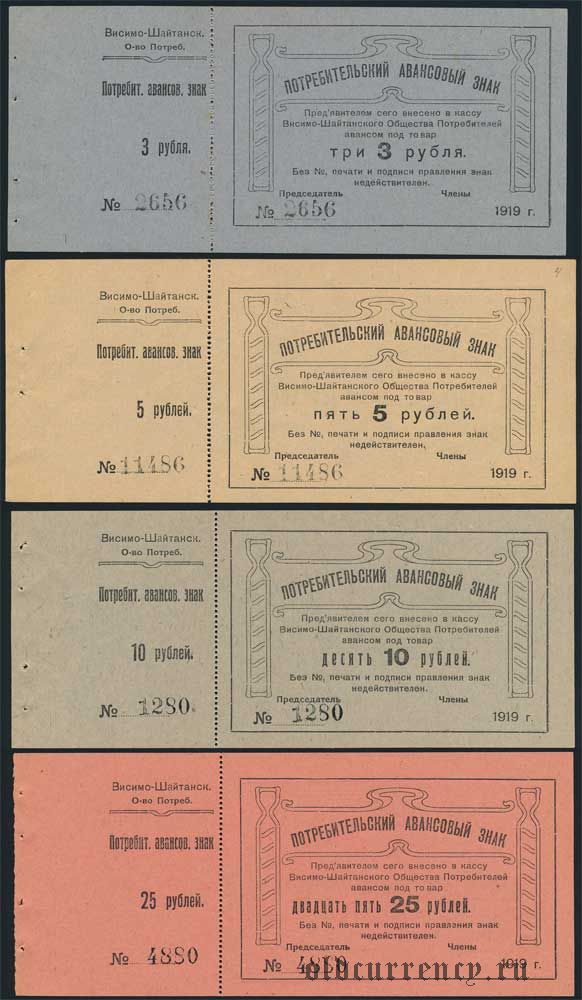 Висимо-Шайтанск.
О-во Потреб.
Потребит. авансов. знак
3 рубля.
№ 2656
ПОТРЕБИТЕЛЬСКИЙ АВАНСОВЫЙ ЗНАК
Пред'явителем сего внесено в кассу
Висимо-Шайтанского Общества Потребителей
авансом под товар
три 3 рубля.
Без №, печати и подписи правления знак
недействителен.
Председатель Члены
№ 2656 1919 г.
Висимо-Шайтанск.
О-во Потреб.
Потребит. авансов. знак
5 рублей.
№ 11486
4
ПОТРЕБИТЕЛЬСКИЙ АВАНСОВЫЙ ЗНАК
Пред'явителем сего внесено в кассу
Висимо-Шайтанского Общества Потребителей
авансом под товар
пять 5 рублей.
Без №, печати и подписи правления знак
недействителен.
Председатель Члены
№ 11486 1919 г.
Висимо-Шайтанск.
О-во Потреб.
Потребит. авансов. знак
10 рублей.
№ 1280
ПОТРЕБИТЕЛЬСКИЙ АВАНСОВЫЙ ЗНАК
Пред'явителем сего внесено в кассу
Висимо-Шайтанского Общества Потребителей
авансом под товар
десять 10 рублей.
Без №, печати и подписи правления знак
недействителен.
Председатель Члены
№ 1280 1919 г.
Висимо-Шайтанск.
О-во Потреб.
Потребит. авансов. знак
25 рублей.
№ 4880
ПОТРЕБИТЕЛЬСКИЙ АВАНСОВЫЙ ЗНАК
Пред'явителем сего внесено в кассу
Висимо-Шайтанского Общества Потребителей
авансом под товар
двадцать пять 25 рублей.
Без №, печати и подписи правления знак
недействителен.
Председатель Члены
№ 4880 1919 г.
oldcurrency.ru